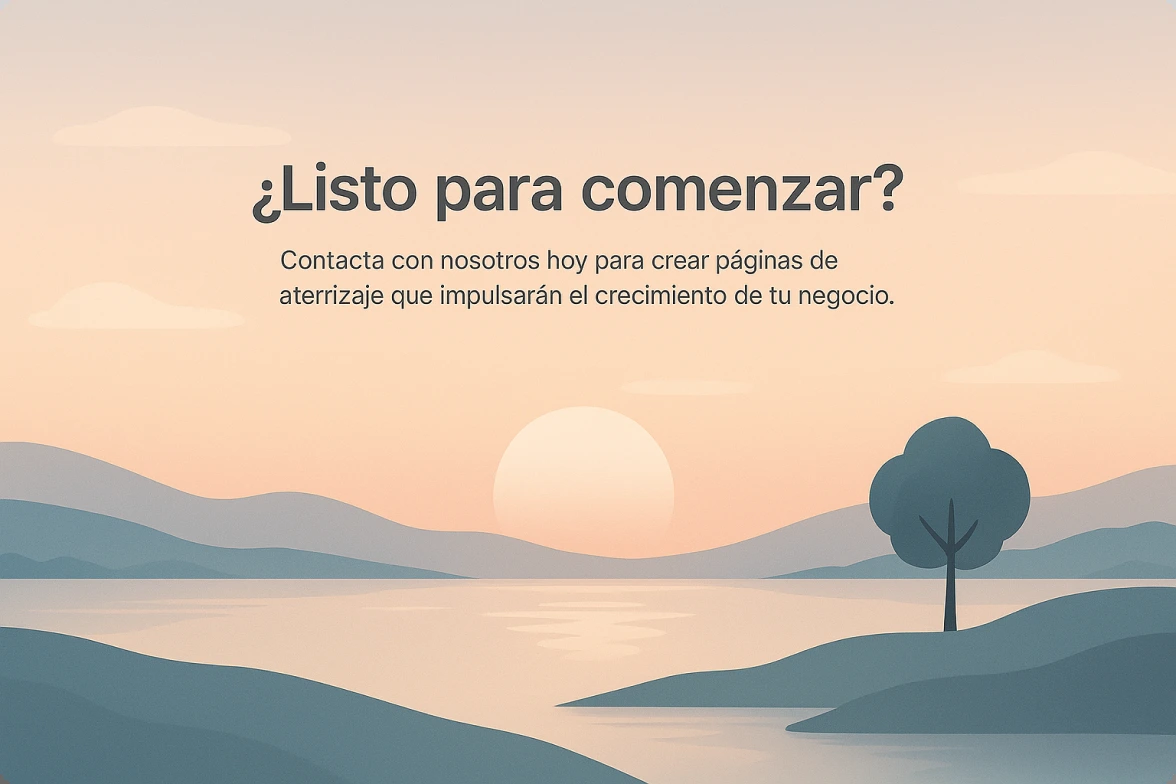 ¿Listo para comenzar?
Contacta con nosotros hoy para crear páginas de
aterrizaje que impulsarán el crecimiento de tu negocio.